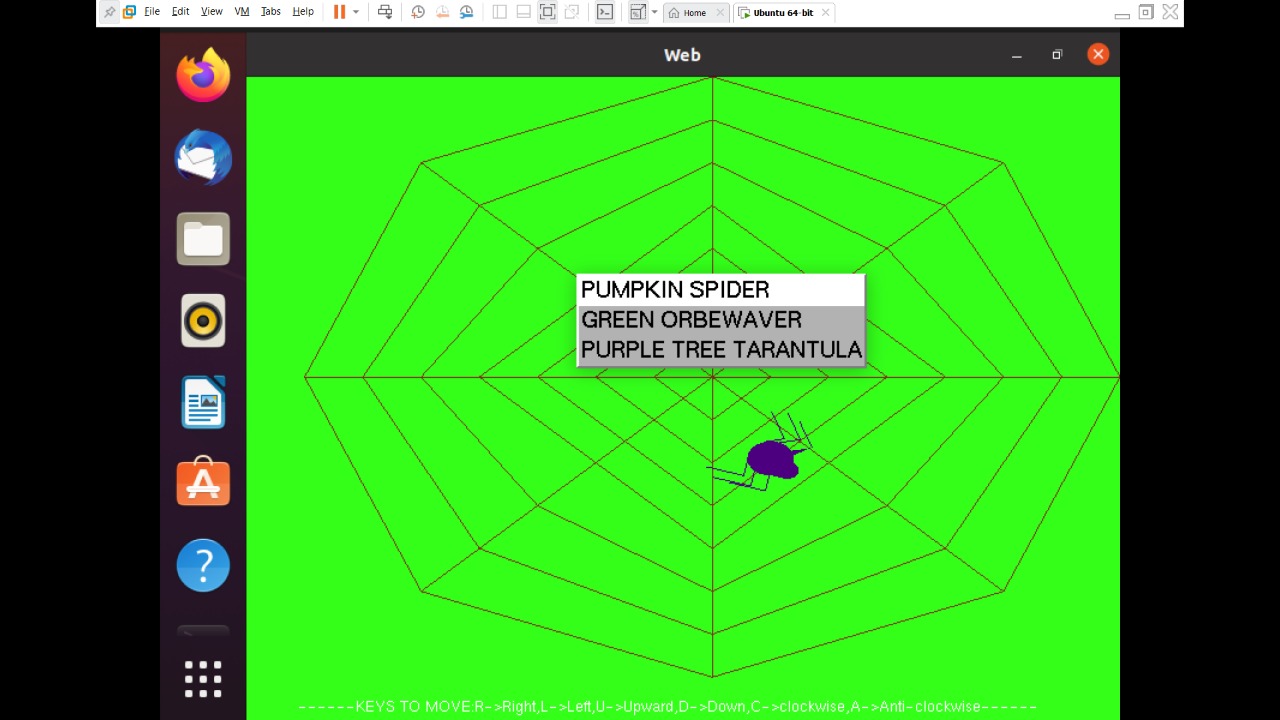 File Edit View VM Tabs Help Home Ubuntu 64-bit
Web
PUMPKIN SPIDER
GREEN ORBEWAVER
PURPLE TREE TARANTULA
------KEYS TO MOVE:R->Right,L->Left,U->Upward,D->Down,C->clockwise,A->Anti-clockwise------